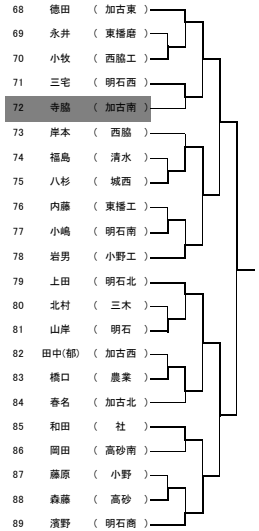 68 德田 ( 加古東 )
69 永井 ( 東播磨 )
70 小牧 ( 西脇工 )
71 三宅 ( 明石西 )
72 寺脇 ( 加古南 )
73 岸本 ( 西脇 )
74 福島 ( 清水 )
75 八杉 ( 城西 )
76 内藤 ( 東播工 )
77 小嶋 ( 明石南 )
78 岩男 ( 小野工 )
79 上田 ( 明石北 )
80 北村 ( 三木 )
81 山岸 ( 明石 )
82 田中(郁) ( 加古西 )
83 橋口 ( 農業 )
84 春名 ( 加古北 )
85 和田 ( 社 )
86 岡田 ( 高砂南 )
87 藤原 ( 小野 )
88 森藤 ( 高砂 )
89 濱野 ( 明石商 )